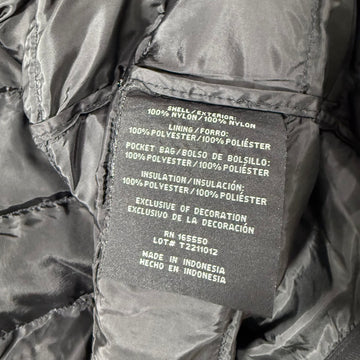 SHELL/EXTERIOR:
100% NYLON/100% NYLON
LINING/FORRO:
100% POLYESTER/100% POLIÉSTER
POCKET BAG/BOLSO DE BOLSILLO:
100% POLYESTER/100% POLIÉSTER
INSULATION/INSULACIÓN:
100% POLYESTER/100% POLIÉSTER
EXCLUSIVE OF DECORATION
EXCLUSIVO DE LA DECORACIÓN
RN 165550
LOT# T2211012
MADE IN INDONESIA
HECHO EN INDONESIA